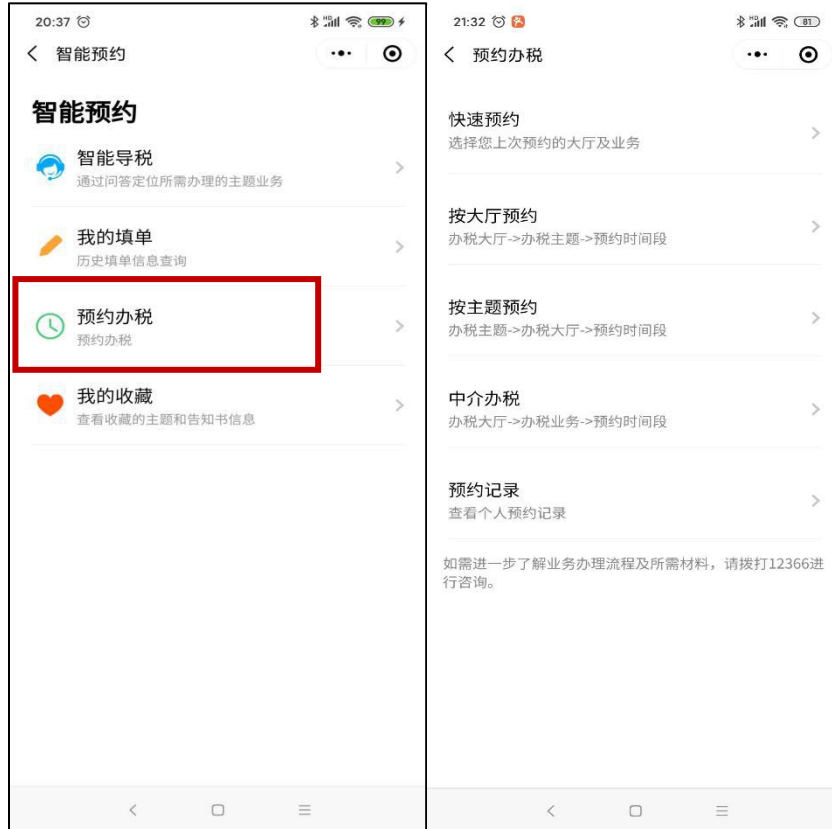 20:37
HD
99
智能预约
智能预约
智能导税
通过问答定位所需办理的主题业务
我的填单
历史填单信息查询
预约办税
预约办税
我的收藏
查看收藏的主题和告知书信息
21:32
HD
81
预约办税
快速预约
选择您上次预约的大厅及业务
按大厅预约
办税大厅->办税主题->预约时间段
按主题预约
办税主题->办税大厅->预约时间段
中介办税
办税大厅->办税业务->预约时间段
预约记录
查看个人预约记录
如需进一步了解业务办理流程及所需材料，请拨打12366进
行咨询。